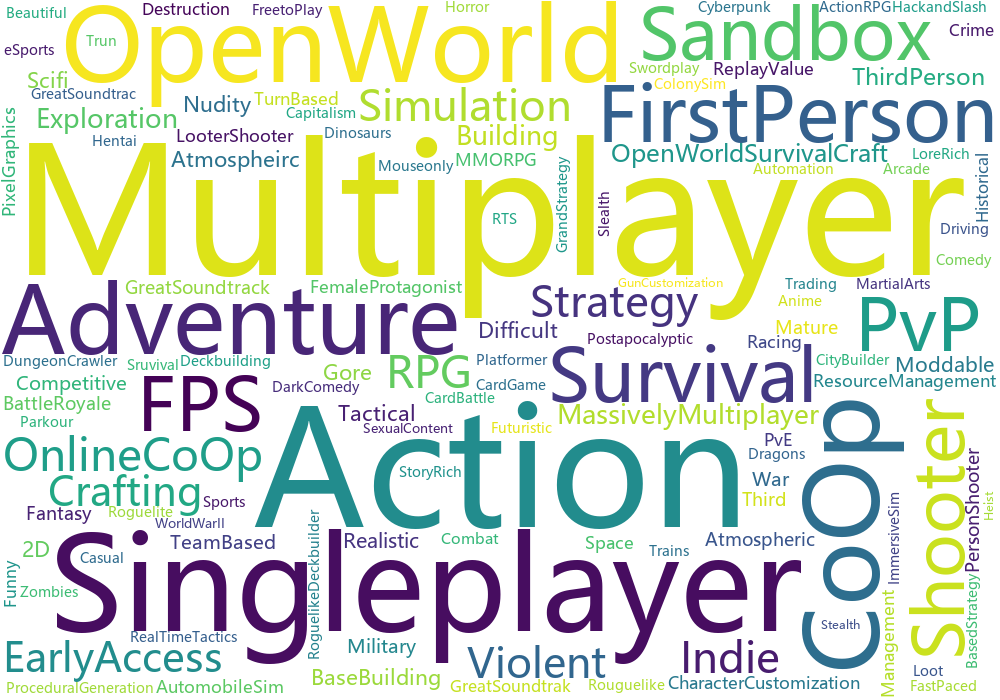 Beautiful
Destruction
FreetoPlay
Horror
Cyberpunk
ActionRPGHackandSlash
OpenWorld
Sandbox
Crime
eSports
Trun
Scifi
Swordplay
ReplayValue
ThirdPerson
GreatSoundtrac
Nudity
TurnBased
Simulation
ColonySim
FirstPerson
Exploration
Capitalism
Hentai
LooterShooter
Dinosaurs
Building
PixelGraphics
Atmospheirc
Mouseonly
MMORPG
GrandStrategy
Slealth
OpenWorldSurvivalCraft
LoreRich
Automation
Arcade
Historical
Multiplayer
RTS
Driving
Comedy
GreatSoundtrack
FemaleProtagonist
GunCustomization
Trading
MartialArts
Adventure
Strategy
Anime
PvP
Difficult
Postapocalyptic
Mature
Racing
DungeonCrawler
Sruvival
Deckbuilding
Platformer
CityBuilder
Moddable
Competitive
FPS
DarkComedy
Gore
RPG
CardGame
Survival
ResourceManagement
BattleRoyale
CardBattle
Parkour
Tactical
SexualContent
Futuristic
MassivelyMultiplayer
CoOp
Shooter
OnlineCoOp
Action
StoryRich
PvE
Dragons
War
PersonShooter
Crafting
Sports
Third
ImmersiveSim
Heist
Fantasy
Roguelite
WorldWarII
2D
Casual
TeamBased
RoguelikeDeckbuilder
Realistic
Combat
Space
Trains
Atmospheric
Funny
Zombies
Singleplayer
BasedStrategy
Management
RealTimeTactics
Stealth
EarlyAccess
Military
Violent
Indie
Loot
ProceduralGeneration
AutomobileSim
BaseBuilding
GreatSoundtrak
Rouguelike
CharacterCustomization
FastPaced